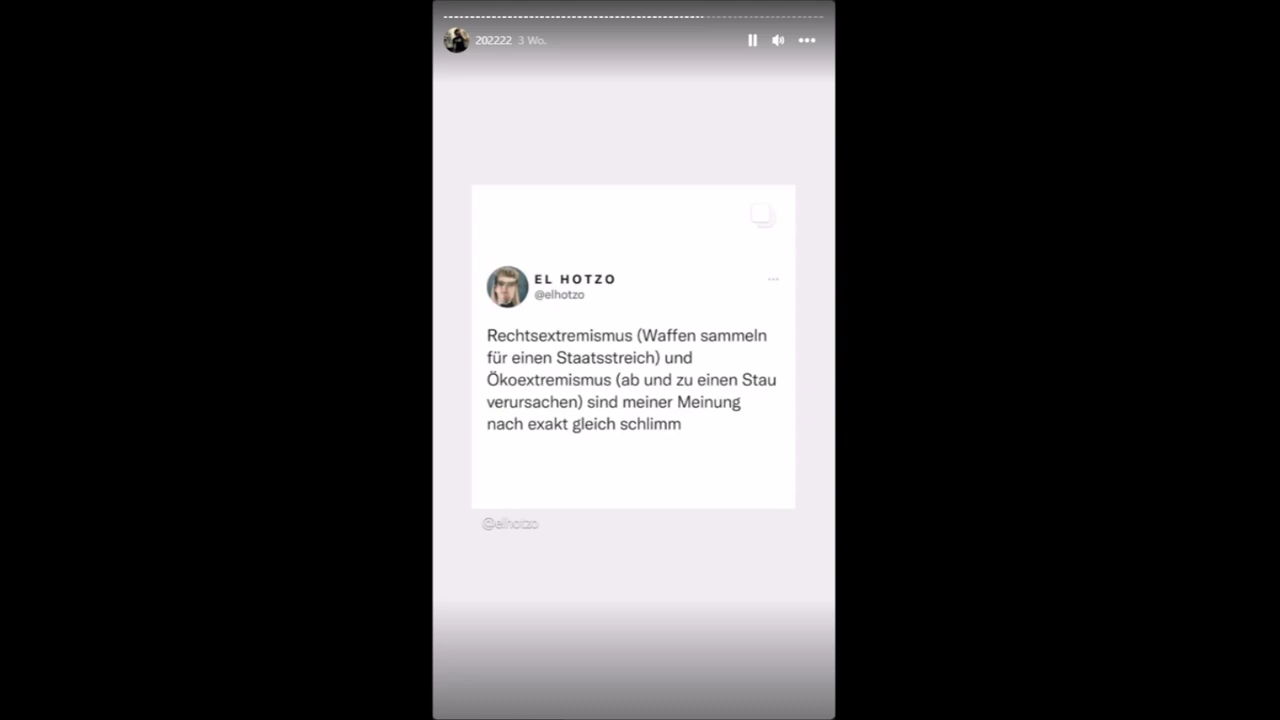 202222 3 Wo.
EL HOTZO
@elhotzo
Rechtsextremismus (Waffen sammeln
für einen Staatsstreich) und
Ökoextremismus (ab und zu einen Stau
verursachen) sind meiner Meinung
nach exakt gleich schlimm
@elhotzo